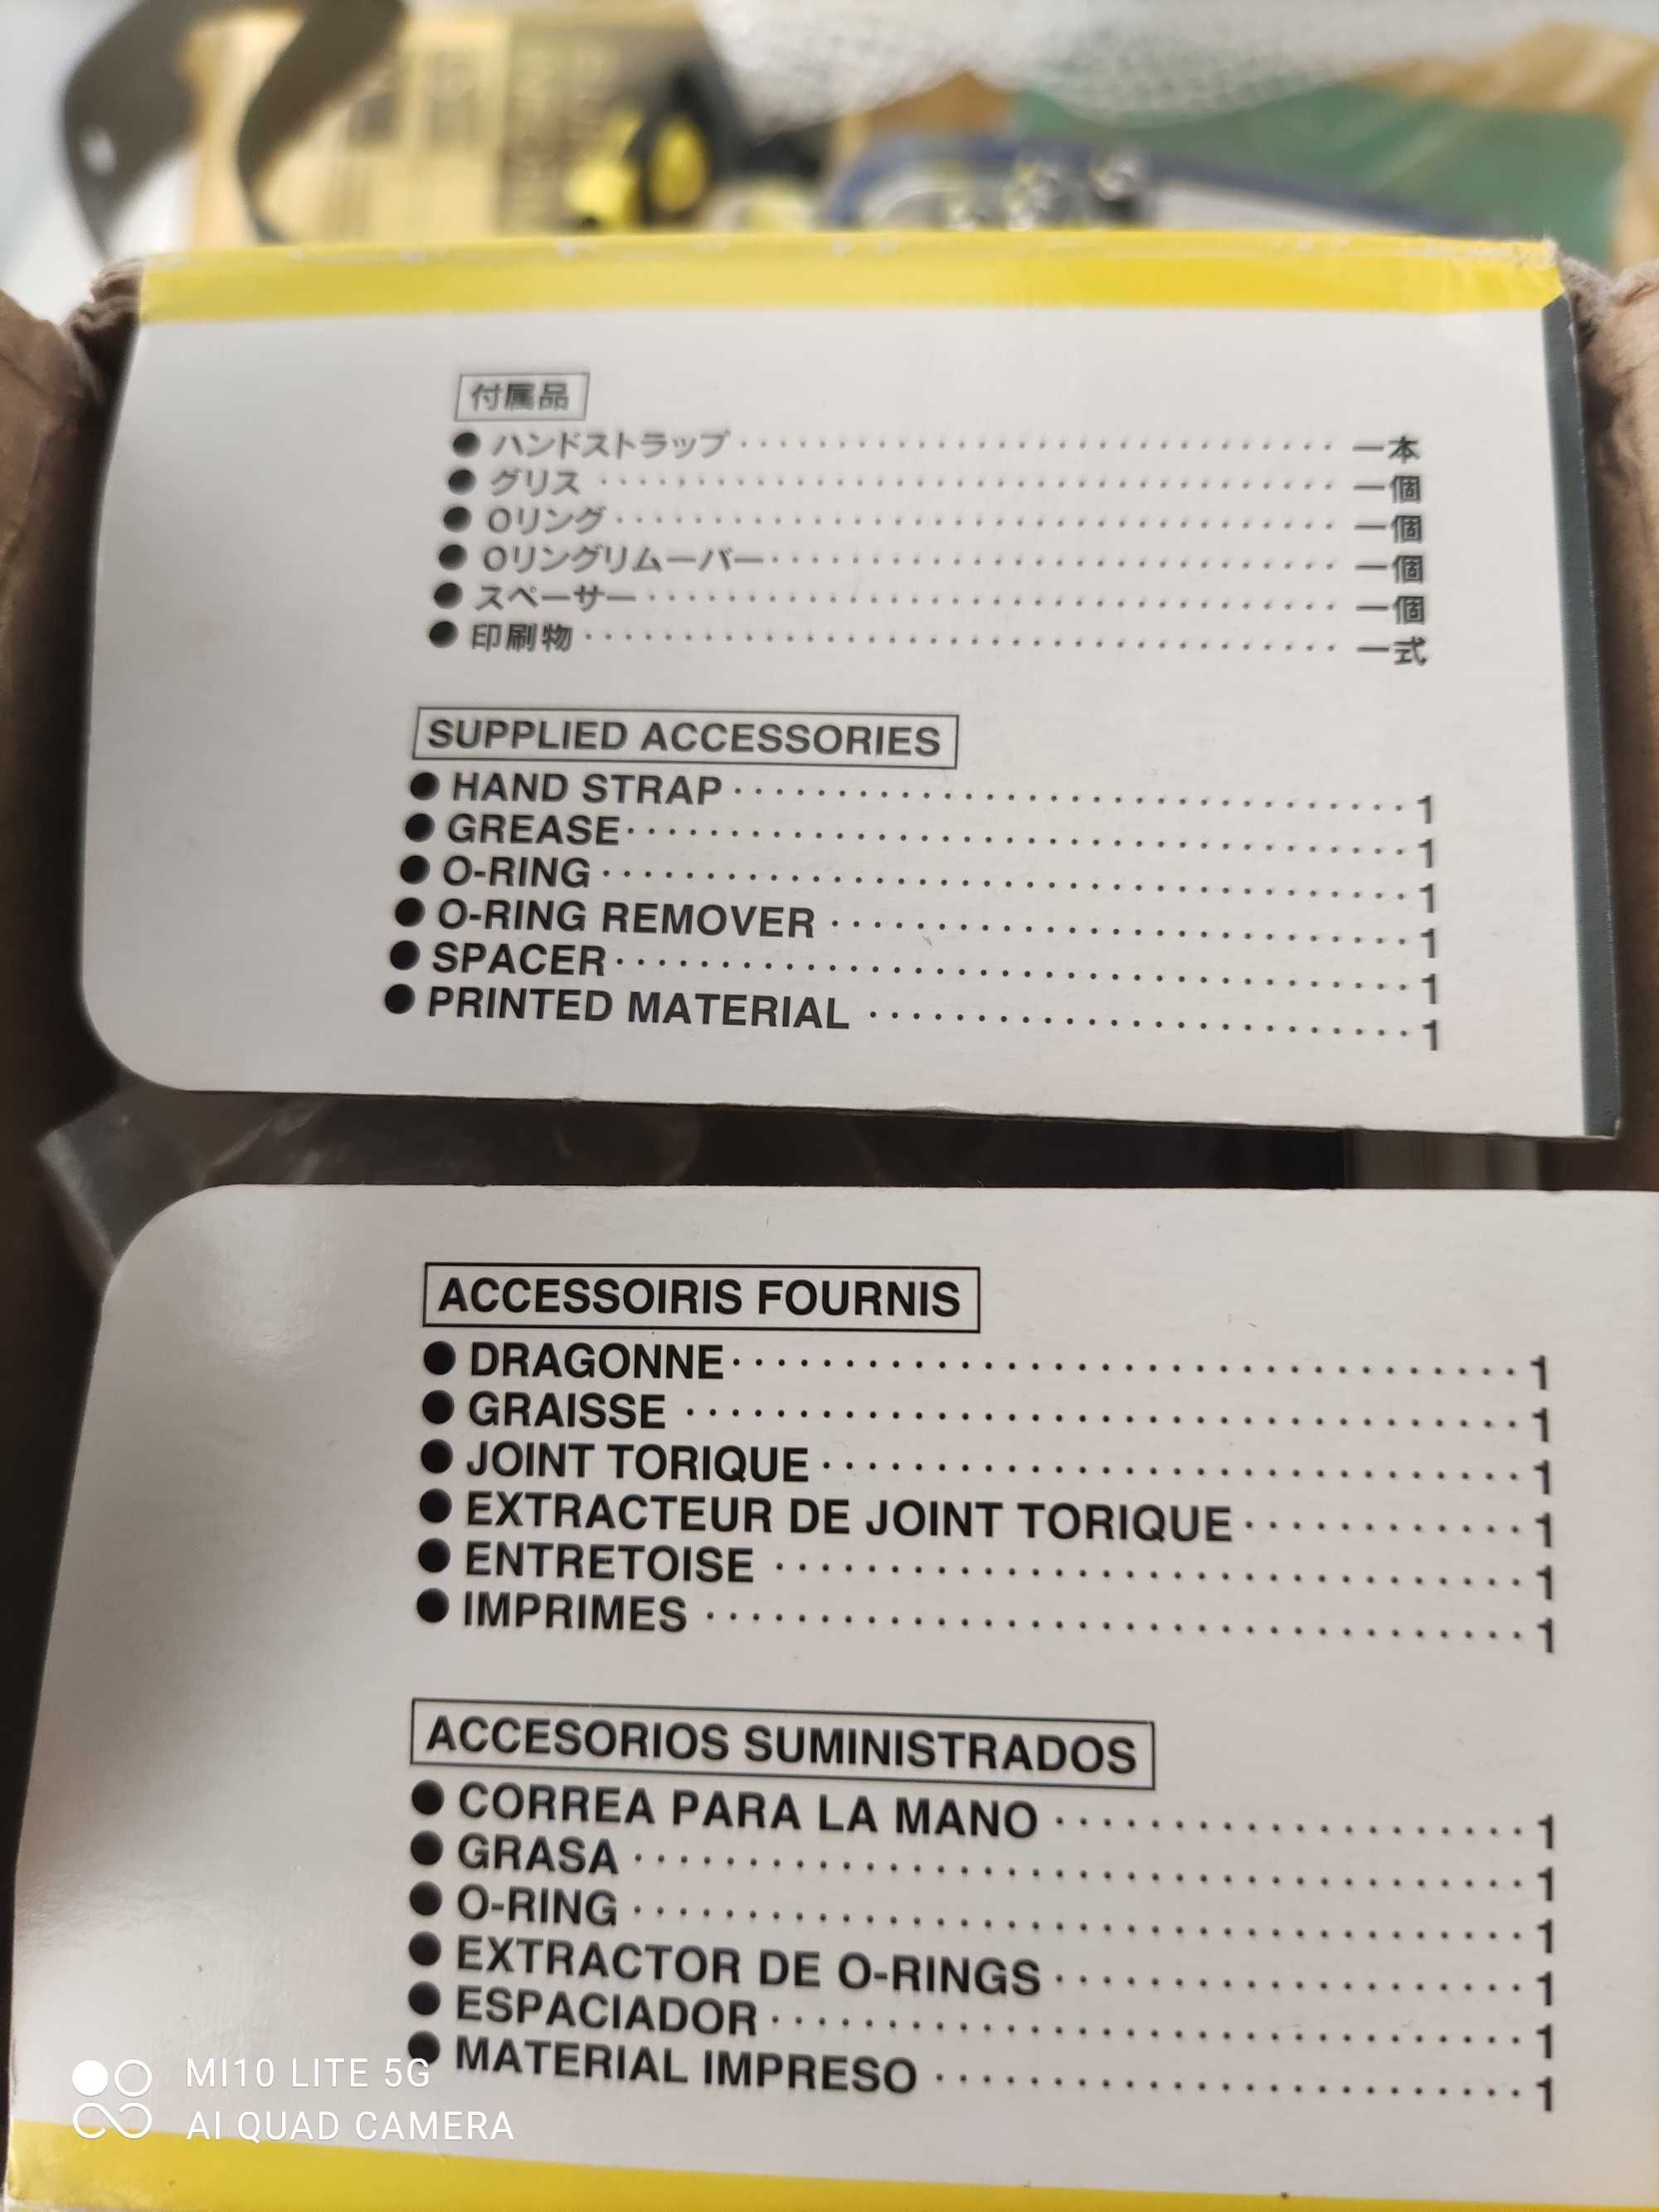 付属品
● ハンドストラップ ································ 一本
● グリス ································ 一個
● Oリング ································ 一個
● Oリングリムーバー ································ 一個
● スペーサー ································ 一個
● 印刷物 ································ 一式
SUPPLIED ACCESSORIES
● HAND STRAP ································ 1
● GREASE ································ 1
● O-RING ································ 1
● O-RING REMOVER ································ 1
● SPACER ································ 1
● PRINTED MATERIAL ································ 1
ACCESSOIRIS FOURNIS
● DRAGONNE ································ 1
● GRAISSE ································ 1
● JOINT TORIQUE ································ 1
● EXTRACTEUR DE JOINT TORIQUE ············ 1
● ENTRETOISE ································ 1
● IMPRIMES ································ 1
ACCESORIOS SUMINISTRADOS
● CORREA PARA LA MANO ···················· 1
● GRASA ································ 1
● O-RING ································ 1
● EXTRACTOR DE O-RINGS ···················· 1
● ESPACIADOR ································ 1
● MATERIAL IMPRESO ························ 1
MI10 LITE 5G
AI QUAD CAMERA